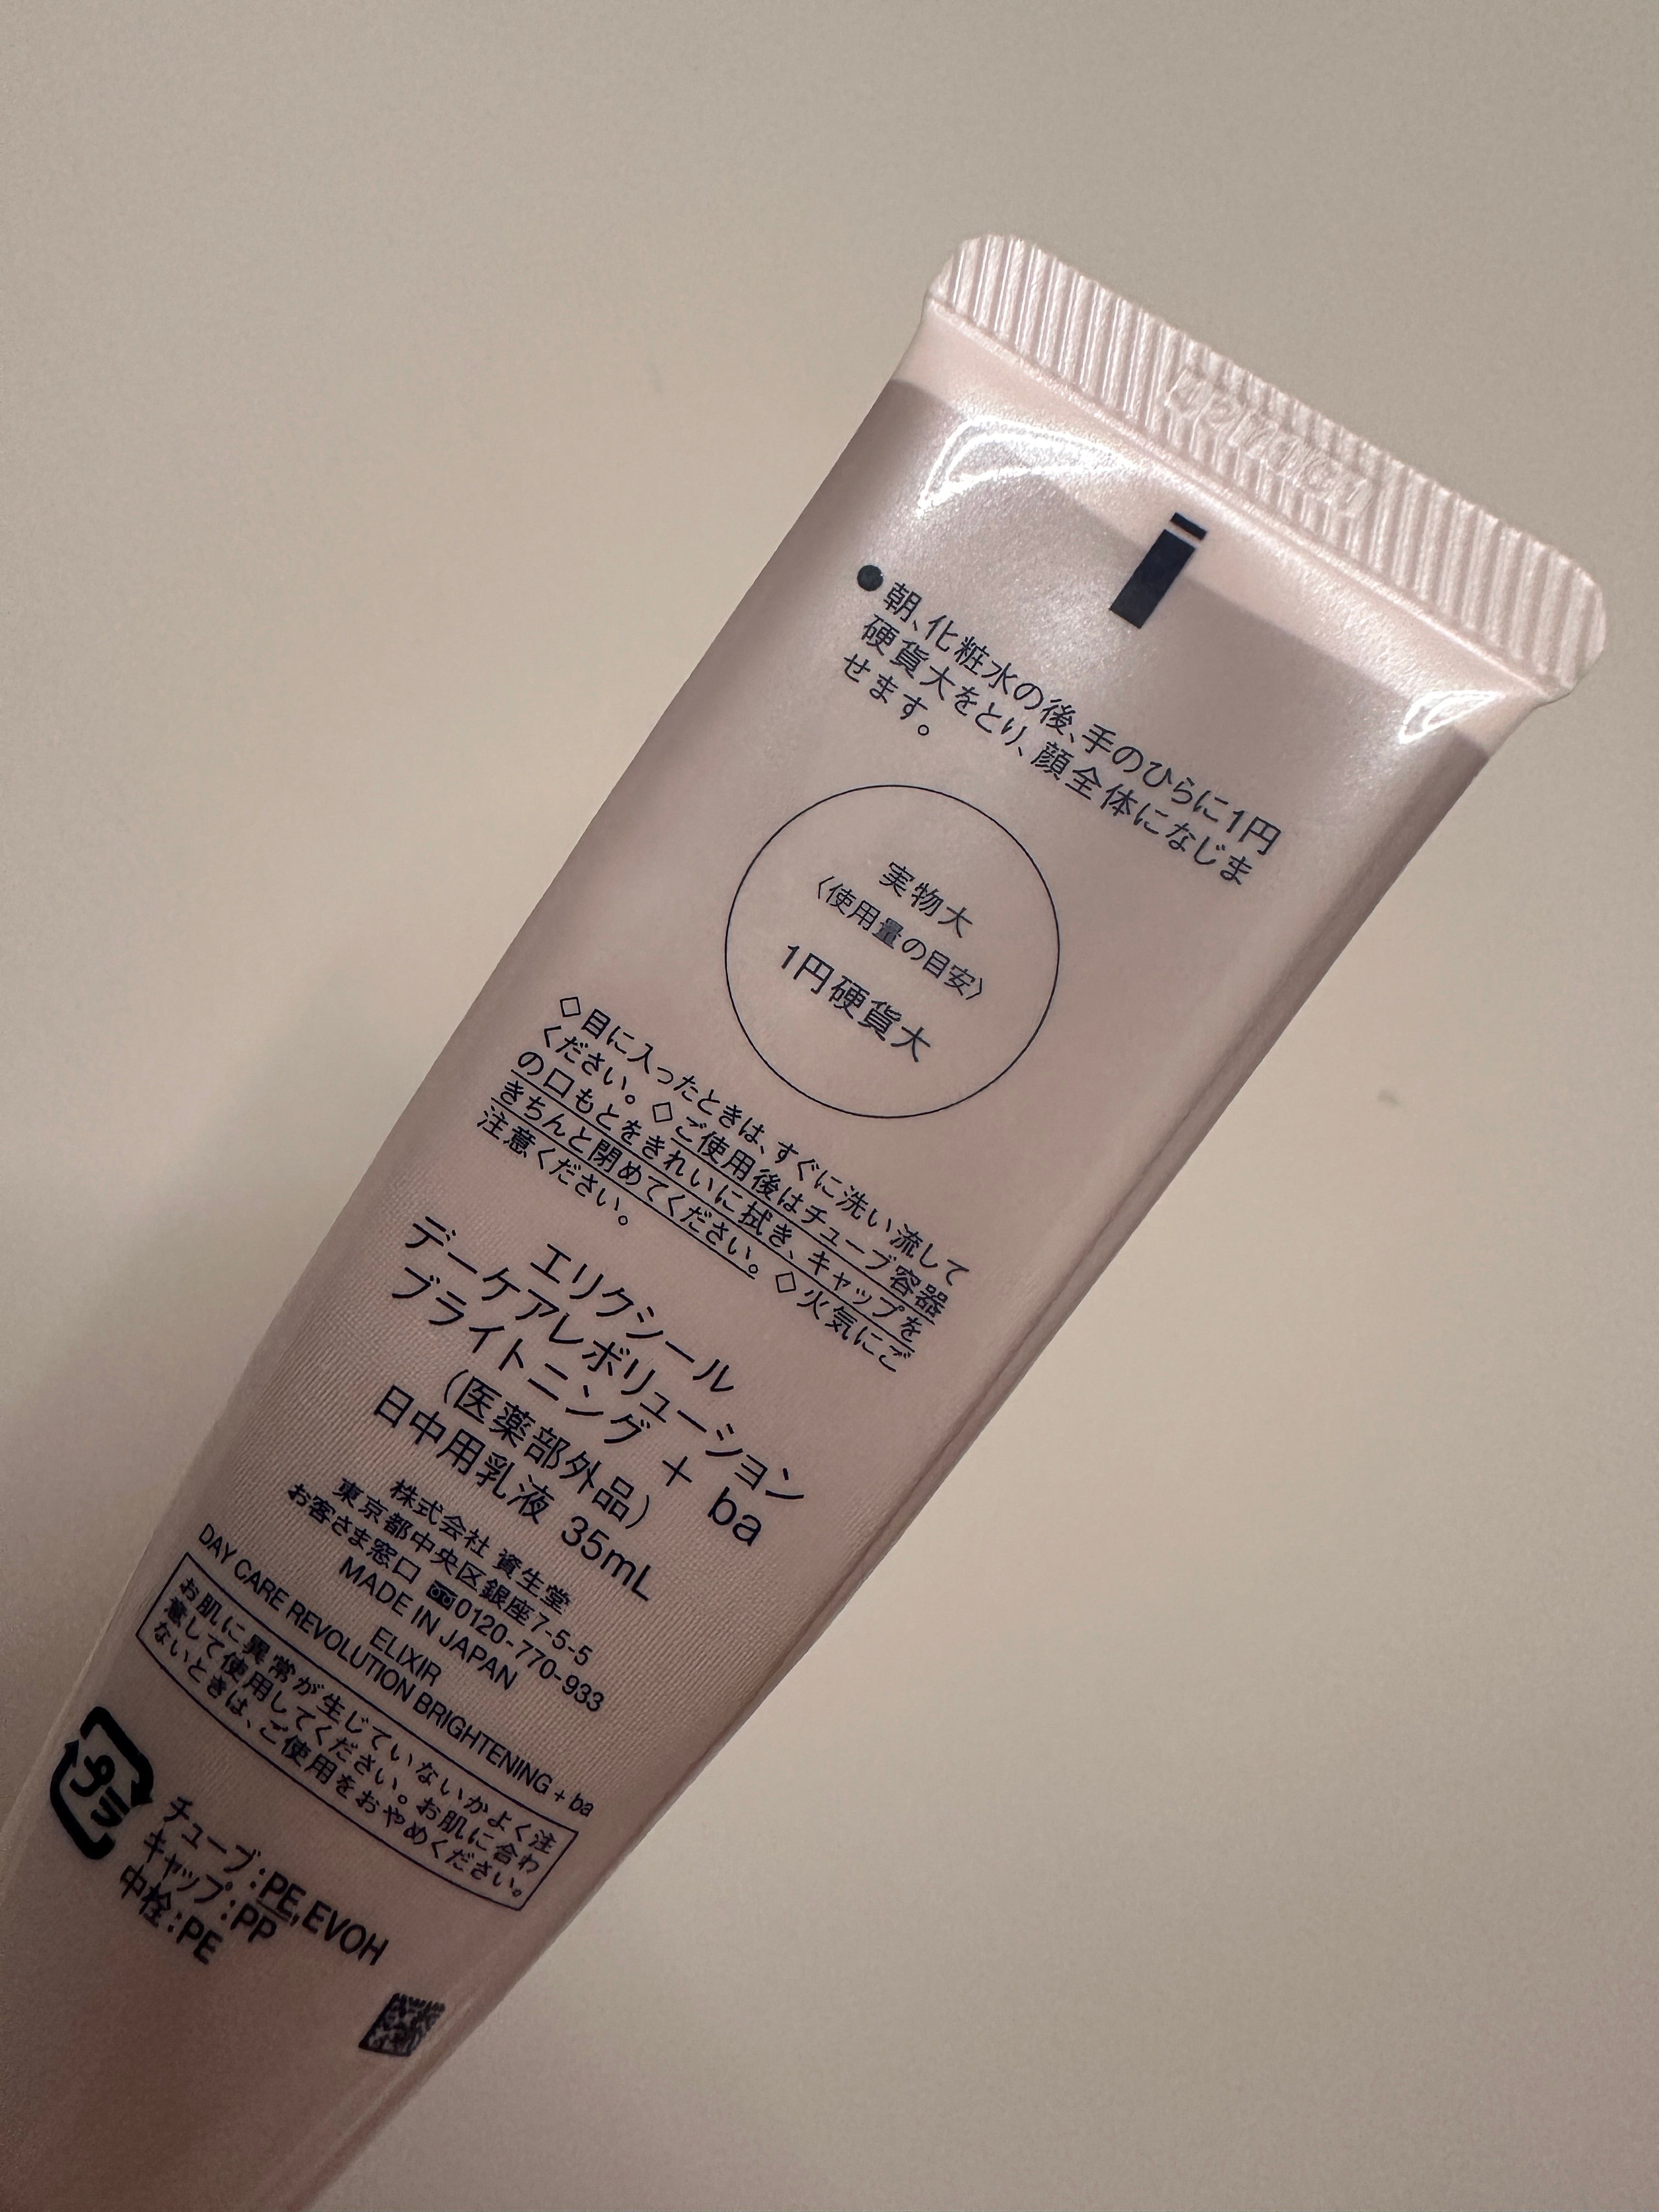 ●朝、化粧水の後、手のひらに1円
硬貨大をとり、顔全体になじま
せます。
実物大
〈使用量の目安〉
1円硬貨大
◇目に入ったときは、すぐに洗い流して
ください。◇ご使用後はチューブ容器
の口もとをきれいに拭き、キャップを
きちんと閉めてください。◇火気にご
注意ください。
エリクシール
デーケアレボリューション
ブライトニング + ba
(医薬部外品)
日中用乳液 35mL
株式会社 資生堂
東京都中央区銀座7-5-5
お客さま窓口 0120-770-933
MADE IN JAPAN
ELIXIR
DAY CARE REVOLUTION BRIGHTENING + ba
お肌に異常が生じていないかよく注
意して使用してください。お肌に合わ
ないときは、ご使用をおやめください。
プラ
チューブ:PE,EVOH
キャップ:PP
中栓:PE